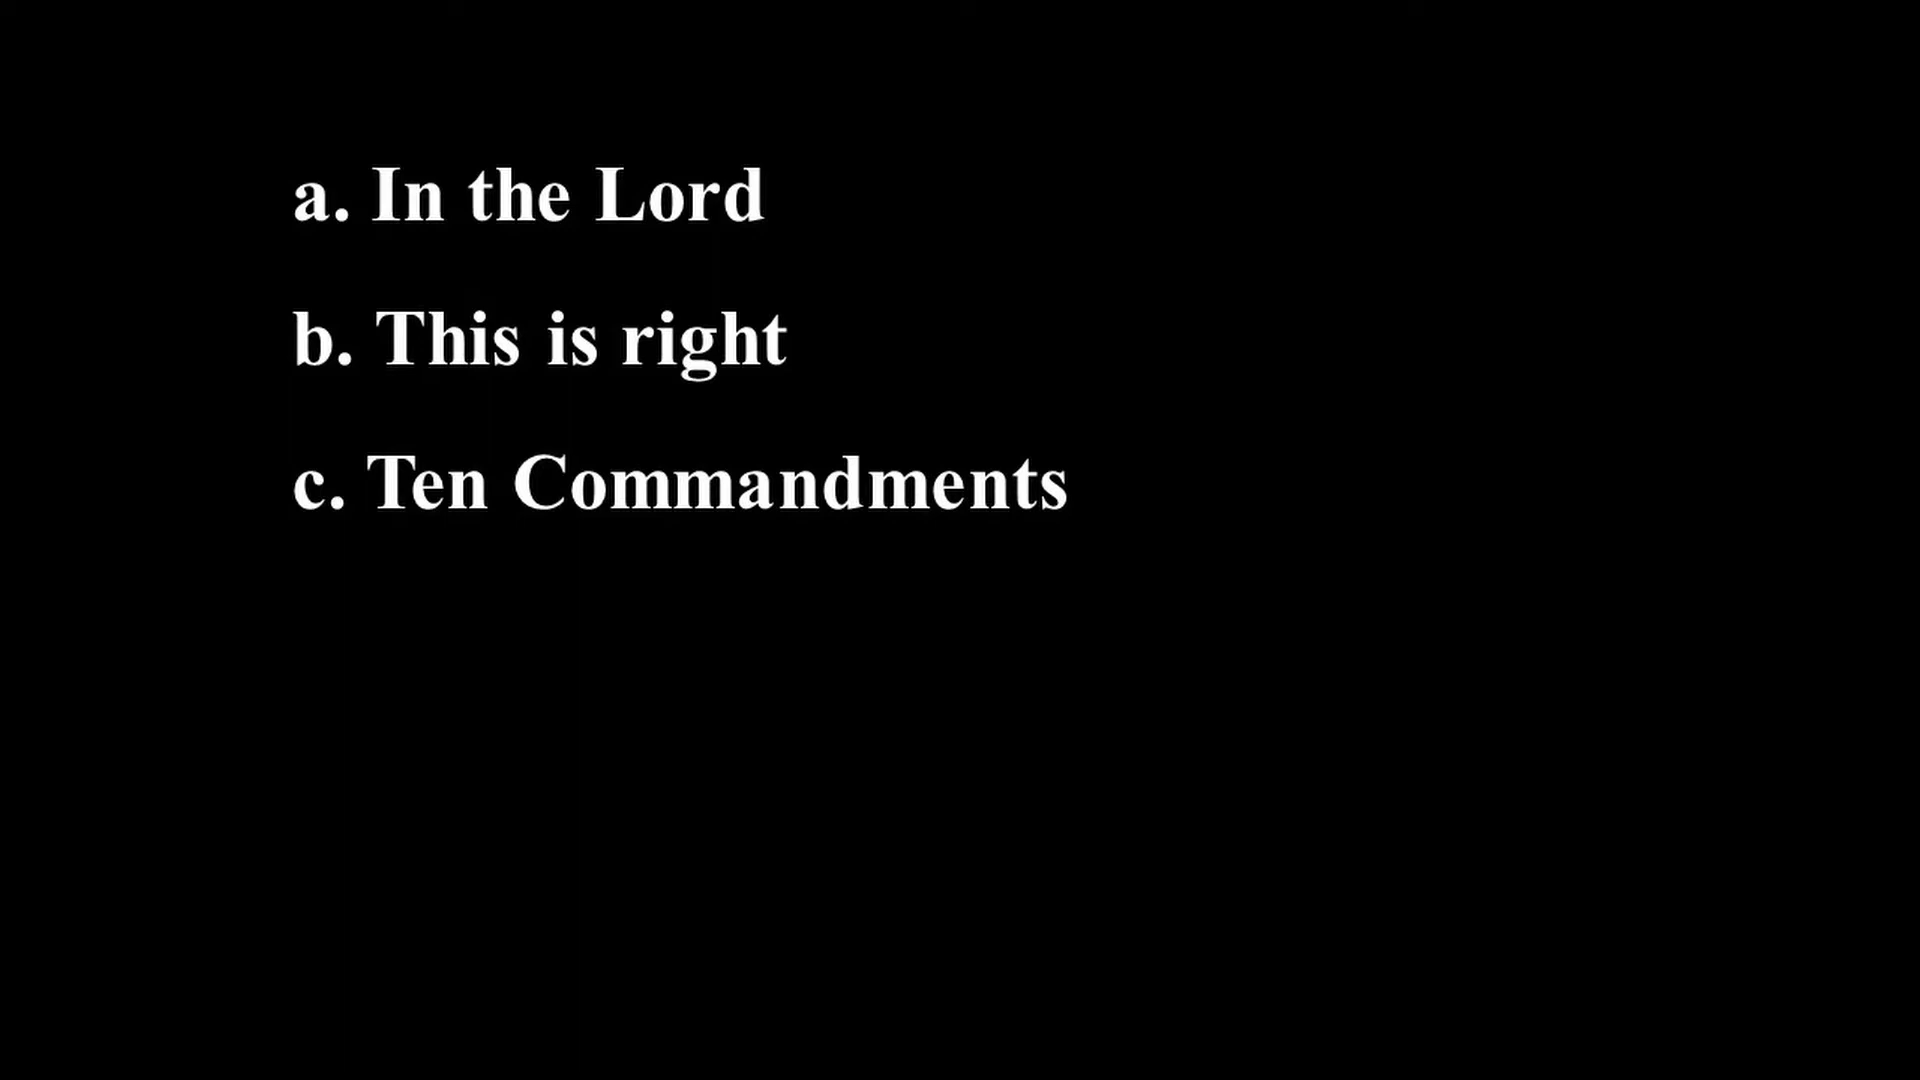 a. In the Lord
b. This is right
c. Ten Commandments